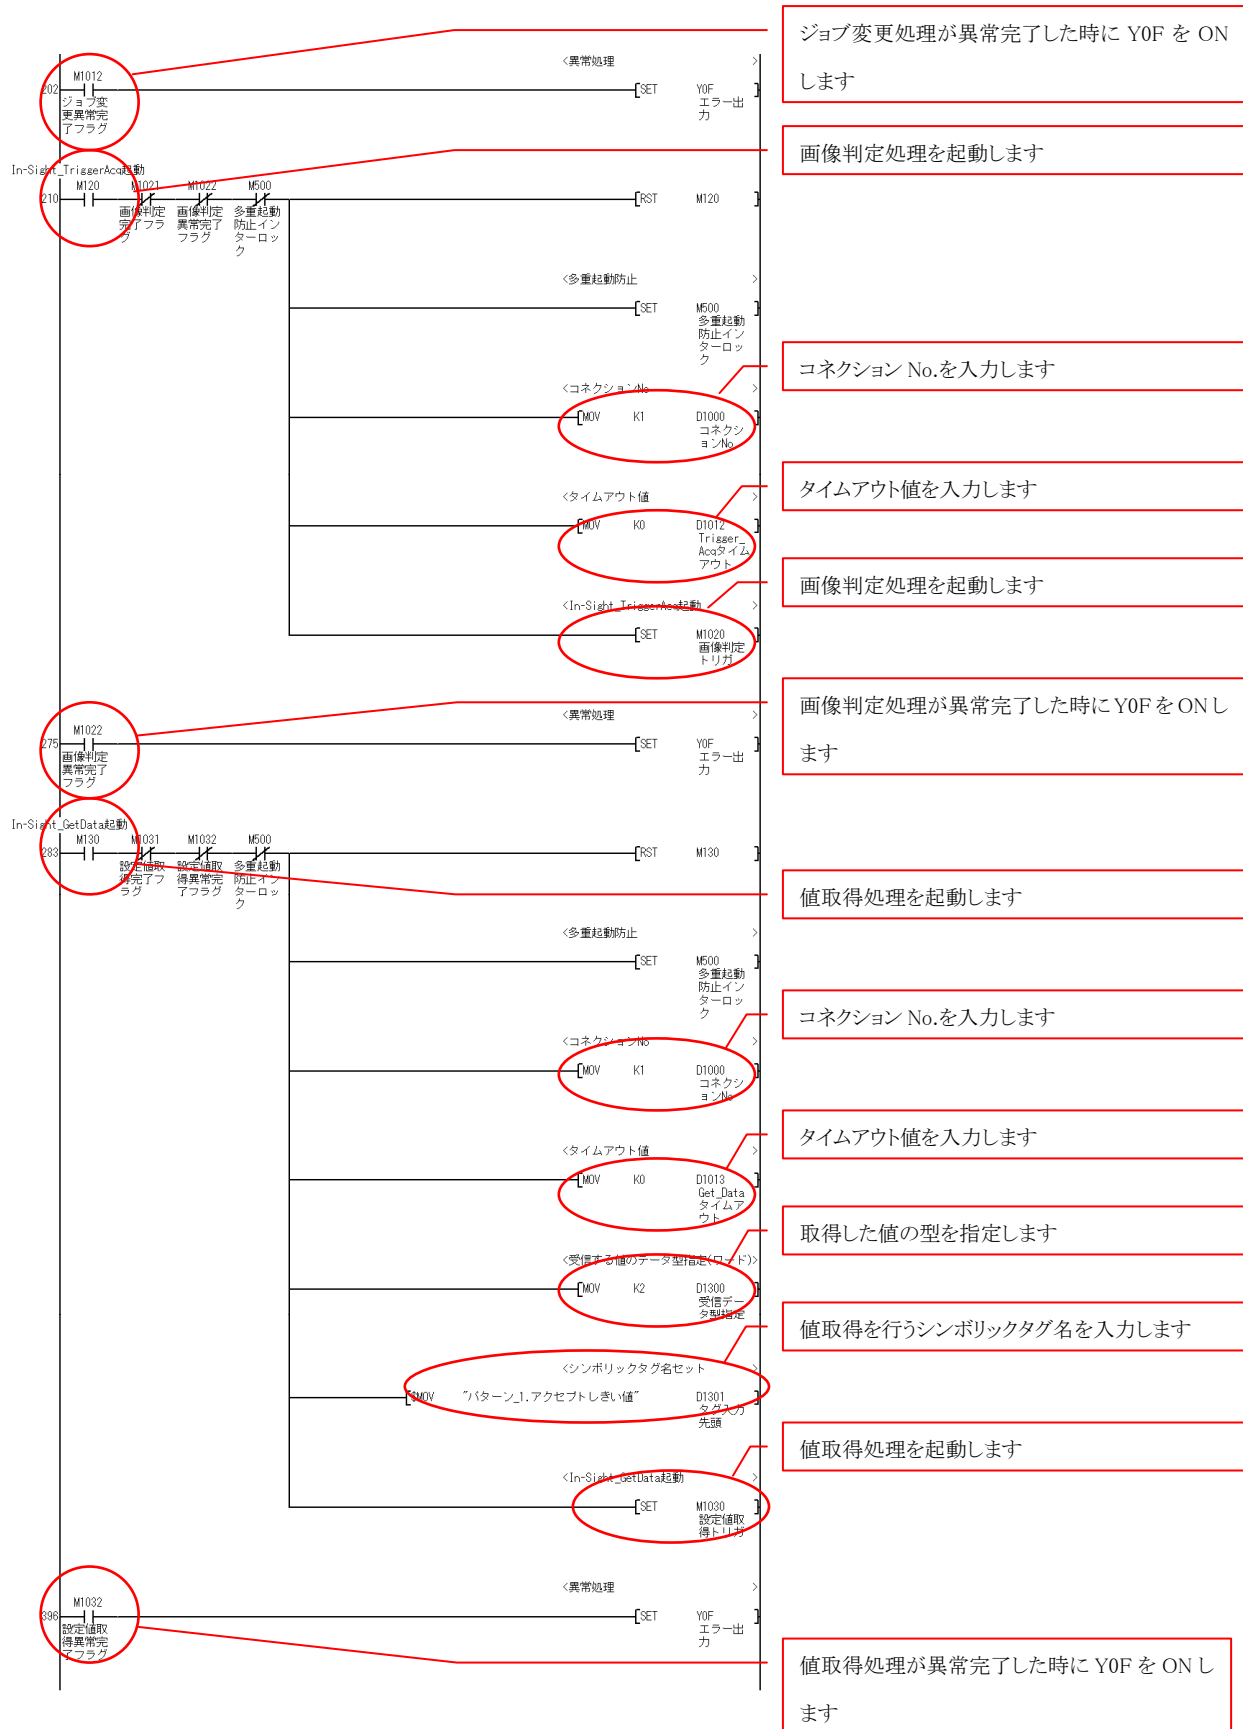 ジョブ変更処理が異常完了した時に Y0F を ON
します
<異常処理 >
M1012
202
SET Y0F
ジョブ変
更異常完
了フラグ
エラー出
力
画像判定処理を起動します
In-Sight_TriggerAcq起動
M120 M1021 M1022 M500
210
RST M120
画像判定
完了フラ
グ
画像判定
異常完了
フラグ
多重起動
防止イン
ターロッ
ク
<多重起動防止 >
SET M500
多重起動
防止イン
ターロッ
ク
コネクション No.を入力します
<コネクションNo >
MOV K1 D1000
コネクシ
ョンNo
タイムアウト値を入力します
<タイムアウト値 >
MOV K0 D1012
Trigger_
Acqタイム
アウト
画像判定処理を起動します
<In-Sight_TriggerAcq起動 >
SET M1020
画像判定
トリガ
画像判定処理が異常完了した時にY0FをONし
ます
<異常処理 >
M1022
275
SET Y0F
画像判定
異常完了
フラグ
エラー出
力
In-Sight_GetData起動
M130 M1031 M1032 M500
283
RST M130
設定値取
得完了フ
ラグ
設定値取
得異常完
了フラグ
多重起動
防止イン
ターロッ
ク
値取得処理を起動します
<多重起動防止 >
SET M500
多重起動
防止イン
ターロッ
ク
コネクション No.を入力します
<コネクションNo >
MOV K1 D1000
コネクシ
ョンNo
タイムアウト値を入力します
<タイムアウト値 >
MOV K0 D1013
Get_Data
タイムア
ウト
取得した値の型を指定します
<受信する値のデータ型指定(ワード)>
MOV K2 D1300
受信デー
タ型指定
値取得を行うシンボリックタグ名を入力します
<シンボリックタグ名セット >
$MOV "パターン_1.アクセプトしきい値" D1301
タグ入力
先頭
値取得処理を起動します
<In-Sight_GetData起動 >
SET M1030
設定値取
得トリガ
<異常処理 >
M1032
396
SET Y0F
設定値取
得異常完
了フラグ
エラー出
力
値取得処理が異常完了した時に Y0F を ON し
ます